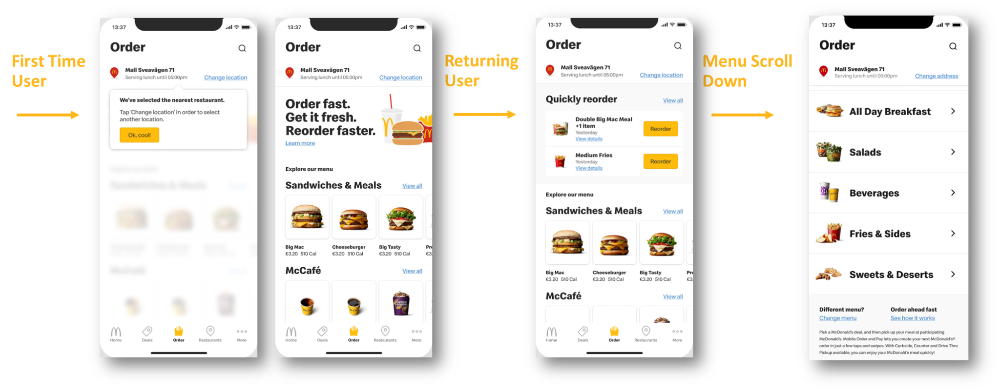 First Time
User
13:37
Order
Mall Sveavägen 71
Serving lunch until 05:00pm
Change location
We've selected the nearest restaurant.
Tap 'Change location' in order to select
another location.
Ok, cool!
Home
Deals
Order
Restaurants
More
13:37
Order
Mall Sveavägen 71
Serving lunch until 05:00pm
Change location
Order fast.
Get it fresh.
Reorder faster.
Learn more
Explore our menu
Sandwiches & Meals
View all
Big Mac
€3.20 510 Cal
Cheeseburger
€3.20 510 Cal
Big Tasty
€3.20 510 Cal
Pr
€3.
McCafé
View all
Home
Deals
Order
Restaurants
More
Returning
User
13:37
Order
Mall Sveavägen 71
Serving lunch until 05:00pm
Change location
Quickly reorder
View all
Double Big Mac Meal
+1 item
Yesterday
View details
Reorder
Medium Fries
Yesterday
View details
Reorder
Explore our menu
Sandwiches & Meals
View all
Big Mac
€3.20 510 Cal
Cheeseburger
€3.20 510 Cal
Big Tasty
€3.20 510 Cal
Pr
€3.
McCafé
View all
Home
Deals
Order
Restaurants
More
Menu Scroll
Down
13:37
Order
Mall Sveavägen 71
Serving lunch until 05:00pm
Change address
All Day Breakfast
Salads
Beverages
Fries & Sides
Sweets & Deserts
Different menu?
Change menu
Order ahead fast
See how it works
Pick a McDonald's deal, and then pick up your meal at participating
McDonald's. Mobile Order and Pay lets you create your next McDonald's®
order in just a few taps and swipes. With Curbside, Counter and Drive Thru
Pickup available, you can enjoy your McDonald's meal quickly!